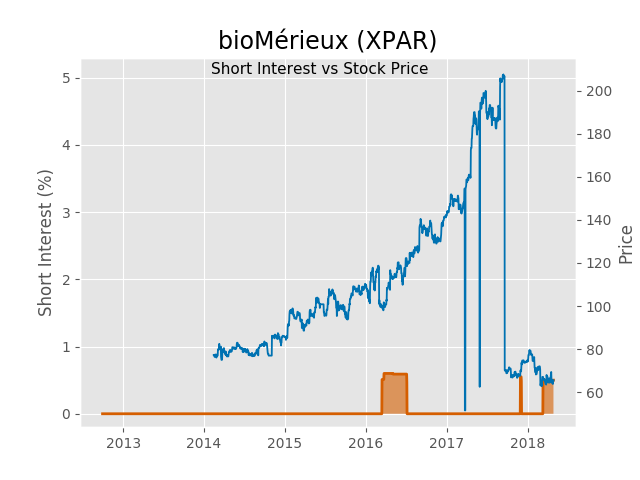 bioMérieux (XPAR)
Short Interest vs Stock Price
Short Interest (%)
5
4
3
2
1
0
200
180
160
140
120
100
80
60
Price
2013 2014 2015 2016 2017 2018